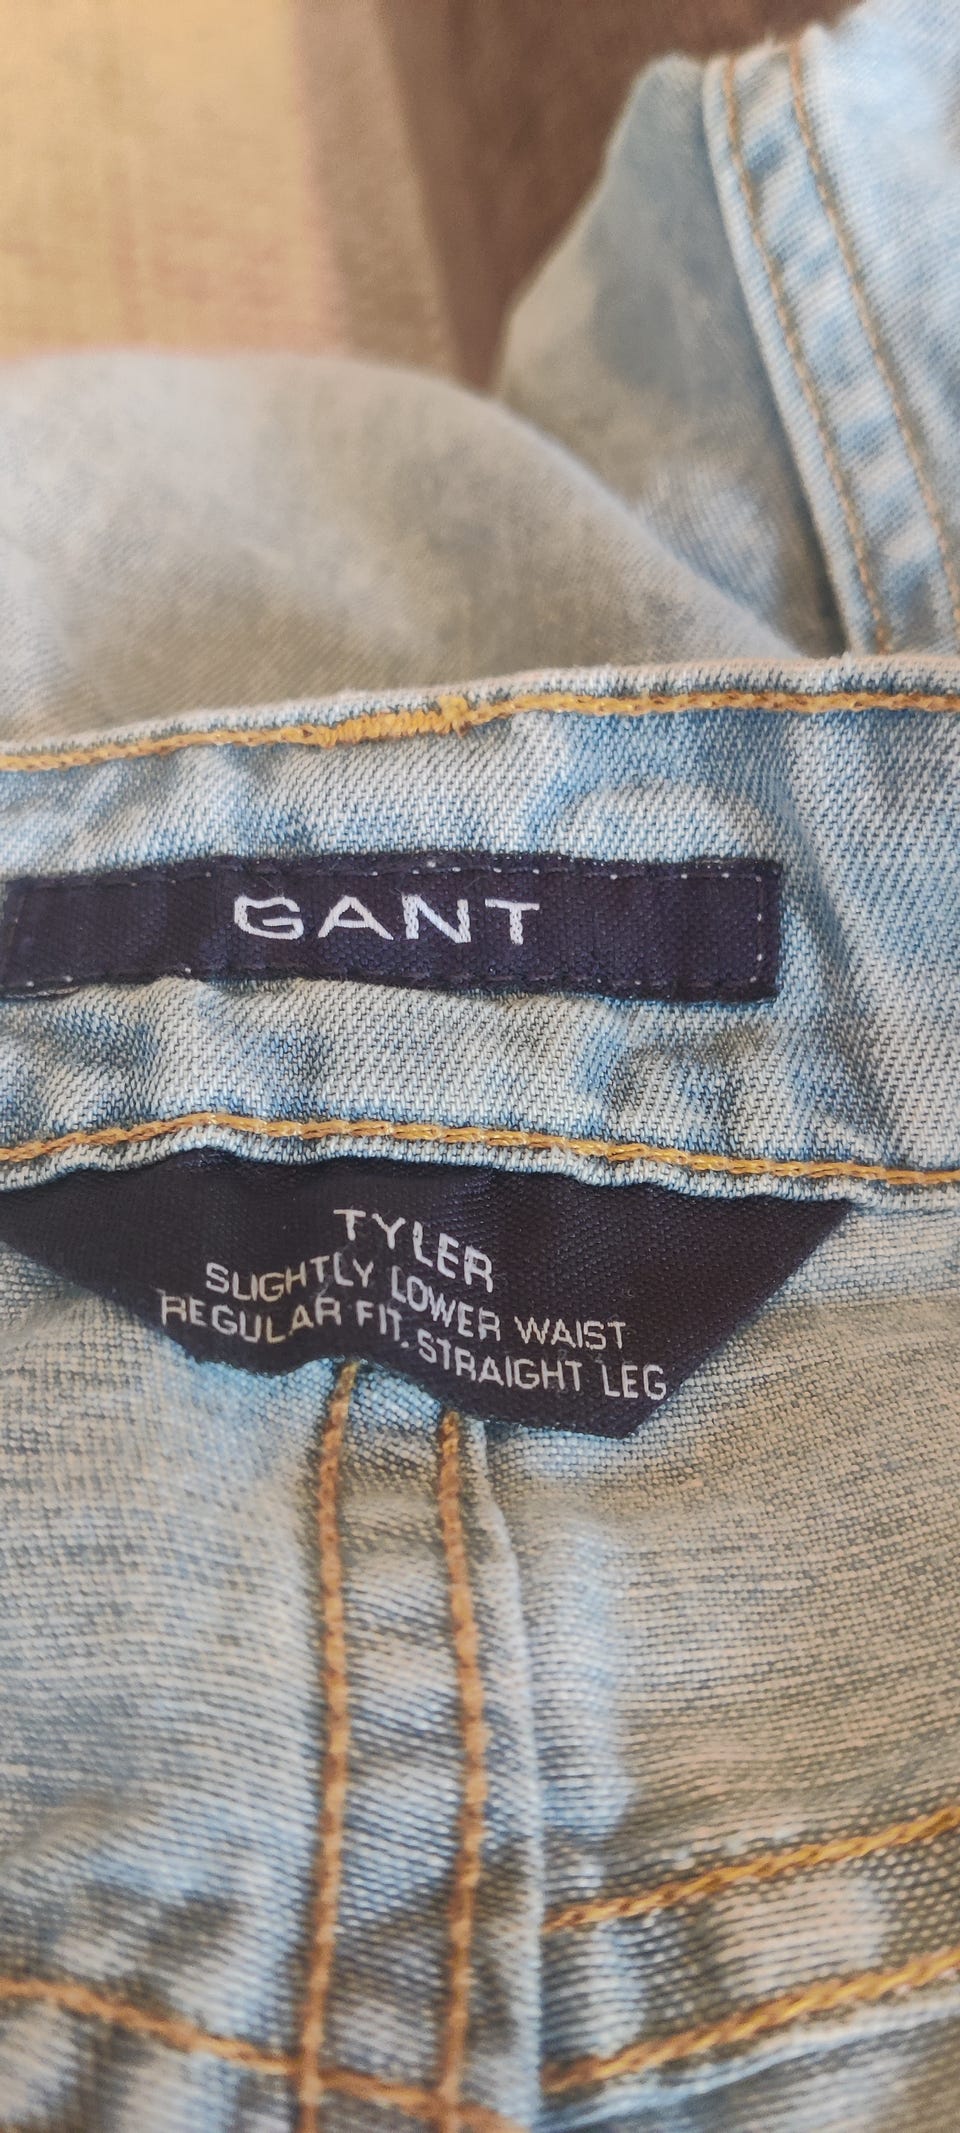 GANT
TYLER
SLIGHTLY LOWER WAIST
REGULAR FIT. STRAIGHT LEG